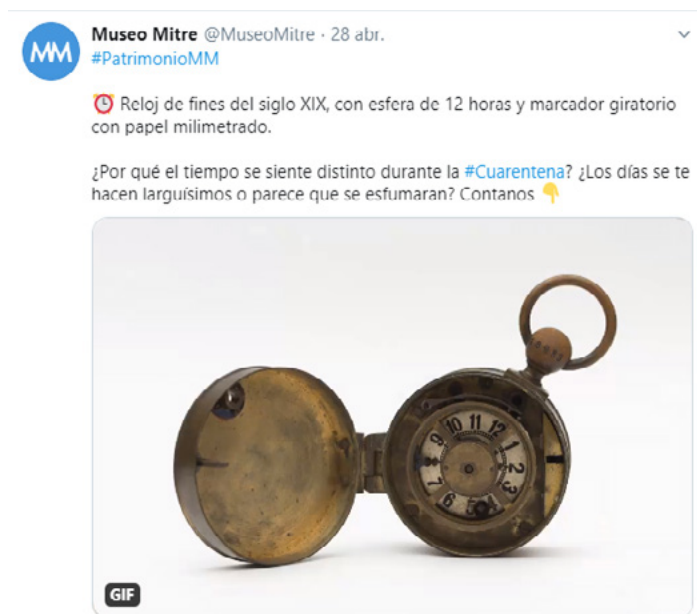 MM
Museo Mitre @MuseoMitre · 28 abr.
#PatrimonioMM
⏰ Reloj de fines del siglo XIX, con esfera de 12 horas y marcador giratorio
con papel milimetrado.
¿Por qué el tiempo se siente distinto durante la #Cuarentena? ¿Los días se te
hacen larguísimos o parece que se esfumaran? Contanos 👇
10 11 12
9 1
8 2
7 3
6
GIF